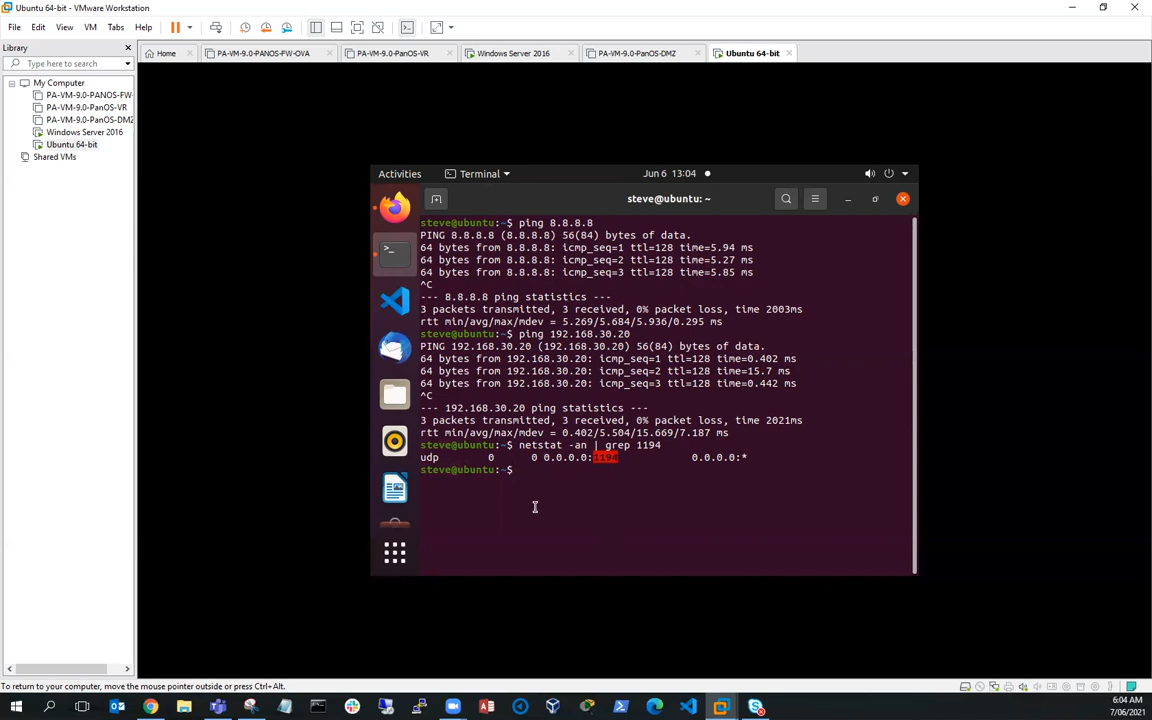 Ubuntu 64-bit - VMware Workstation
File Edit View VM Tabs Help
Library
Type here to search
My Computer
PA-VM-9.0-PANOS-FW-
PA-VM-9.0-PanOS-VR
PA-VM-9.0-PanOS-DMZ
Windows Server 2016
Ubuntu 64-bit
Shared VMs
Home PA-VM-9.0-PANOS-FW-OVA PA-VM-9.0-PanOS-VR Windows Server 2016 PA-VM-9.0-PanOS-DMZ Ubuntu 64-bit
Activities Terminal Jun 6 13:04
steve@ubuntu: ~
steve@ubuntu:~$ ping 8.8.8.8
PING 8.8.8.8 (8.8.8.8) 56(84) bytes of data.
64 bytes from 8.8.8.8: icmp_seq=1 ttl=128 time=5.94 ms
64 bytes from 8.8.8.8: icmp_seq=2 ttl=128 time=5.27 ms
64 bytes from 8.8.8.8: icmp_seq=3 ttl=128 time=5.85 ms
^C
--- 8.8.8.8 ping statistics ---
3 packets transmitted, 3 received, 0% packet loss, time 2003ms
rtt min/avg/max/mdev = 5.269/5.684/5.936/0.295 ms
steve@ubuntu:~$ ping 192.168.30.20
PING 192.168.30.20 (192.168.30.20) 56(84) bytes of data.
64 bytes from 192.168.30.20: icmp_seq=1 ttl=128 time=0.402 ms
64 bytes from 192.168.30.20: icmp_seq=2 ttl=128 time=15.7 ms
64 bytes from 192.168.30.20: icmp_seq=3 ttl=128 time=0.442 ms
^C
--- 192.168.30.20 ping statistics ---
3 packets transmitted, 3 received, 0% packet loss, time 2021ms
rtt min/avg/max/mdev = 0.402/5.504/15.669/7.187 ms
steve@ubuntu:~$ netstat -an | grep 1194
udp 0 0 0.0.0.0:1194 0.0.0.0:*
steve@ubuntu:~$
To return to your computer, move the mouse pointer outside or press Ctrl+Alt.
6:04 AM
7/06/2021